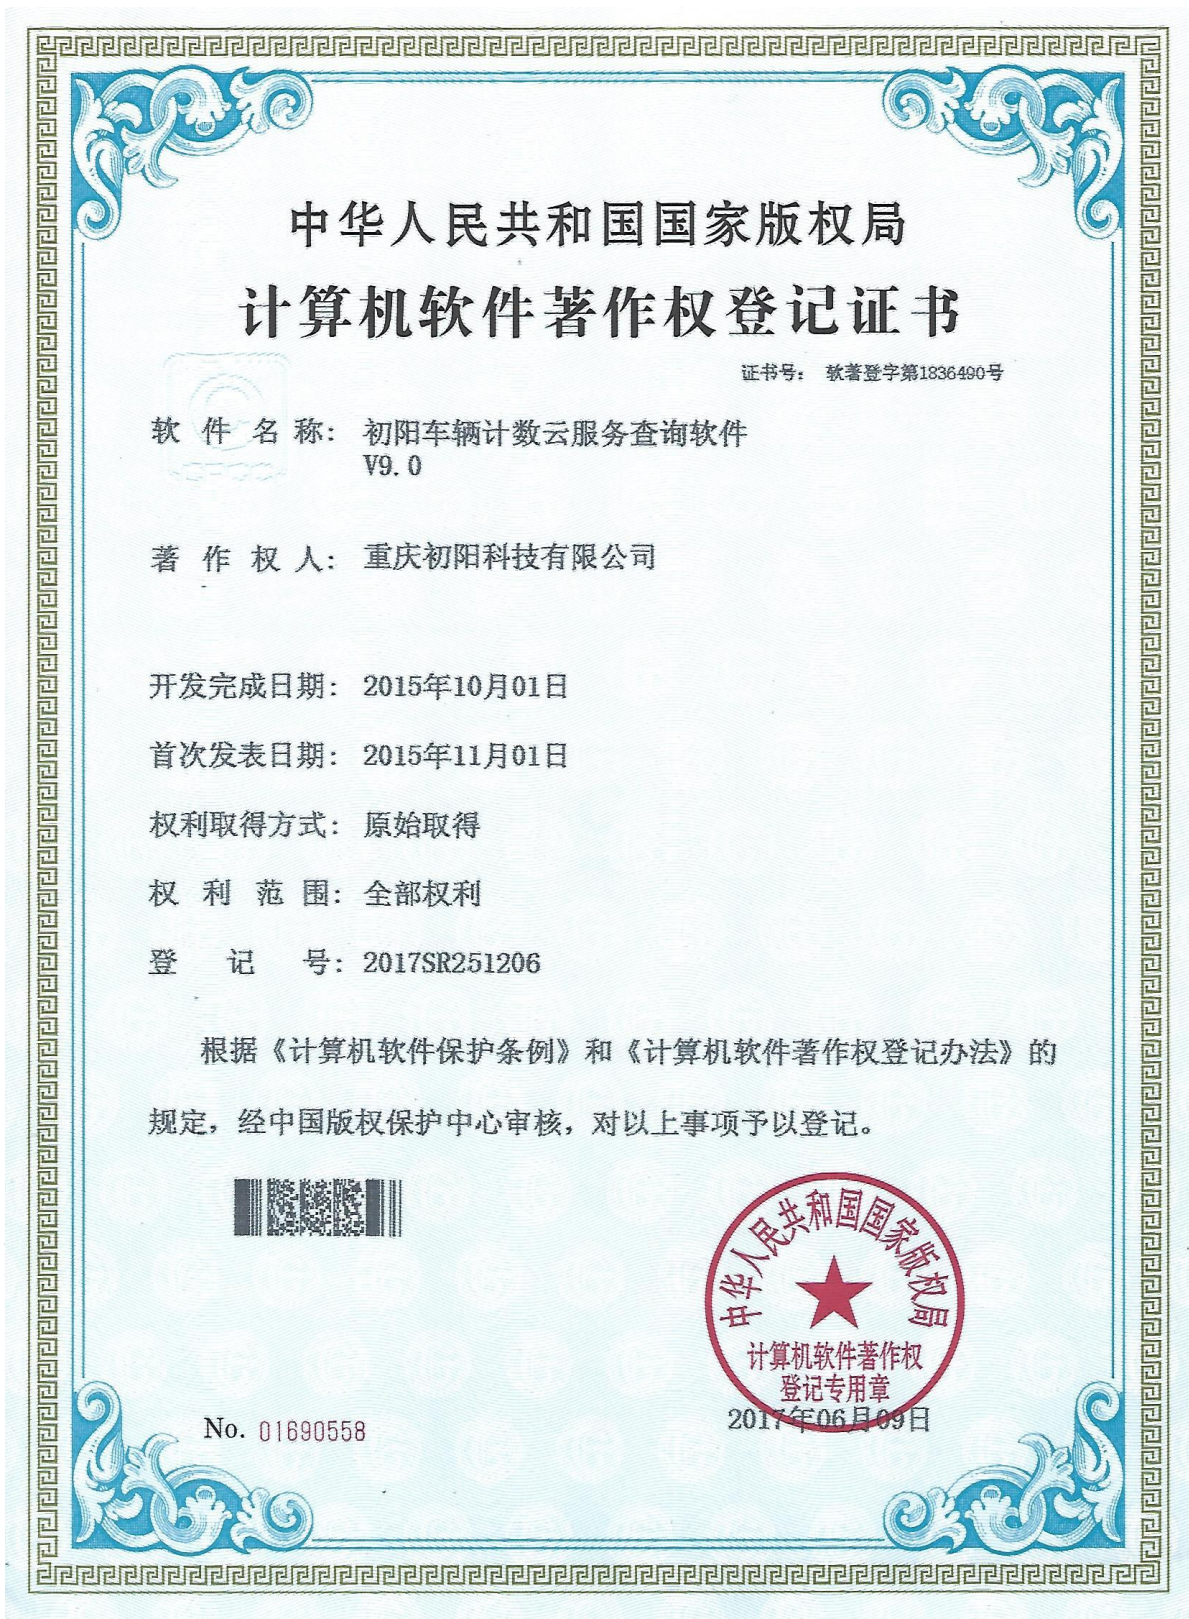 中华人民共和国国家版权局
计算机软件著作权登记证书
证书号： 软著登字第1836490号
软件名称： 初阳车辆计数云服务查询软件
V9.0
著作权人： 重庆初阳科技有限公司
开发完成日期： 2015年10月01日
首次发表日期： 2015年11月01日
权利取得方式： 原始取得
权利范围： 全部权利
登记号： 2017SR251206
根据《计算机软件保护条例》和《计算机软件著作权登记办法》的
规定，经中国版权保护中心审核，对以上事项予以登记。
中华人民共和国国家版权局
计算机软件著作权
登记专用章
2017年06月09日
No. 01690558